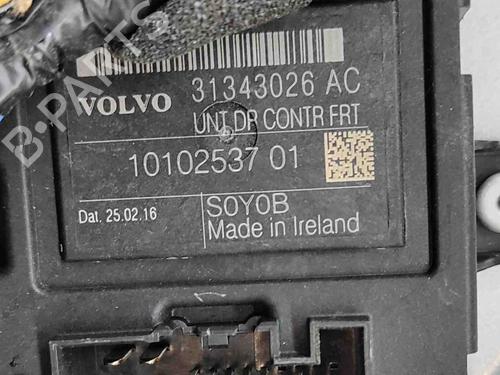 VOLVO 31343026 AC
UNT DR CONTR FRT
10102537 01
Dat. 25.02.16
S0Y0B
Made in Ireland
B-PARTS